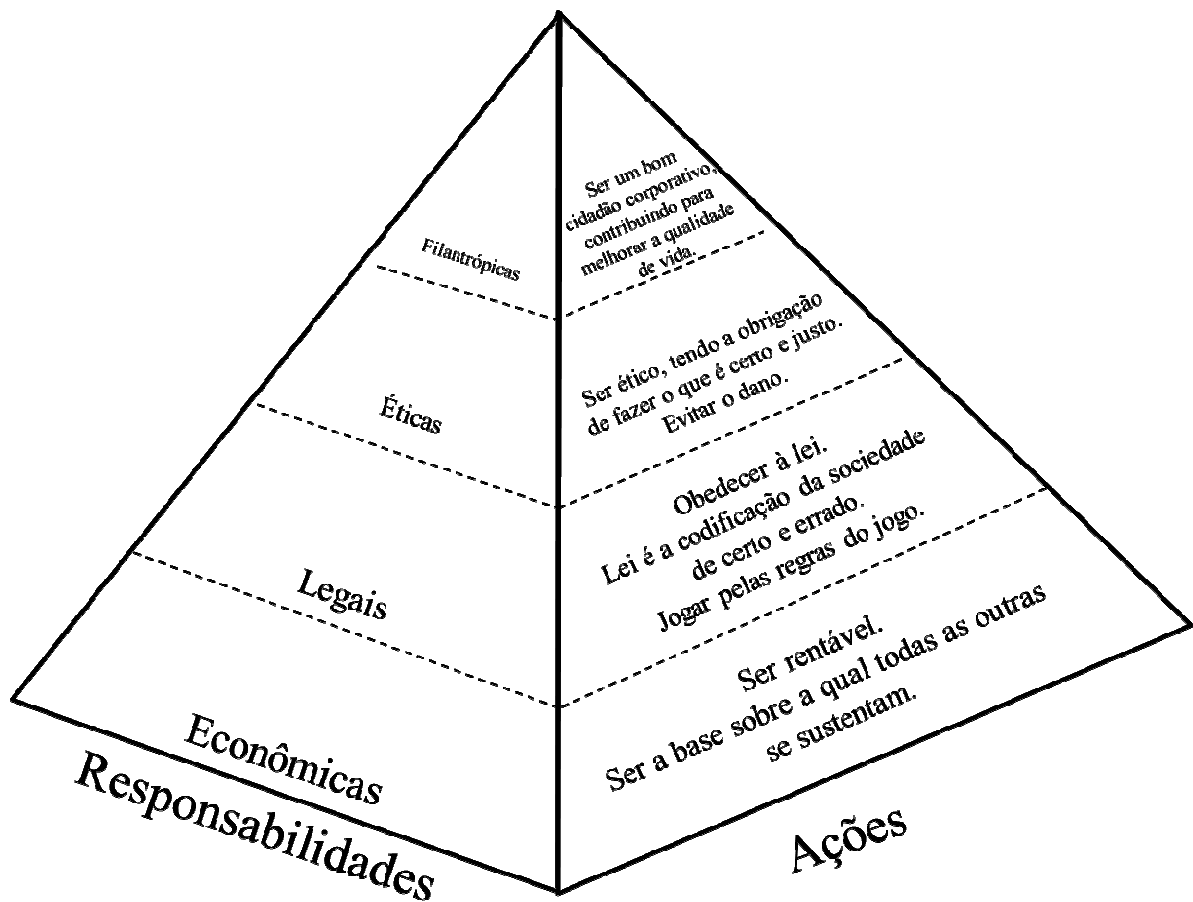 Filantrópicas
Ser um bom
cidadão corporativo,
contribuindo para
melhorar a qualidade
de vida.
Éticas
Ser ético, tendo a obrigação
de fazer o que é certo e justo.
Evitar o dano.
Legais
Obedecer à lei.
Lei é a codificação da sociedade
de certo e errado.
Jogar pelas regras do jogo.
Econômicas
Ser rentável.
Ser a base sobre a qual todas as outras
se sustentam.
Responsabilidades
Ações